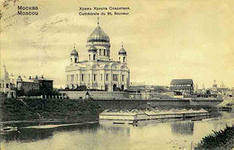 Москва
Moscou
Храмъ Христа Спасителя.
Cathédrale du St. Sauveur.